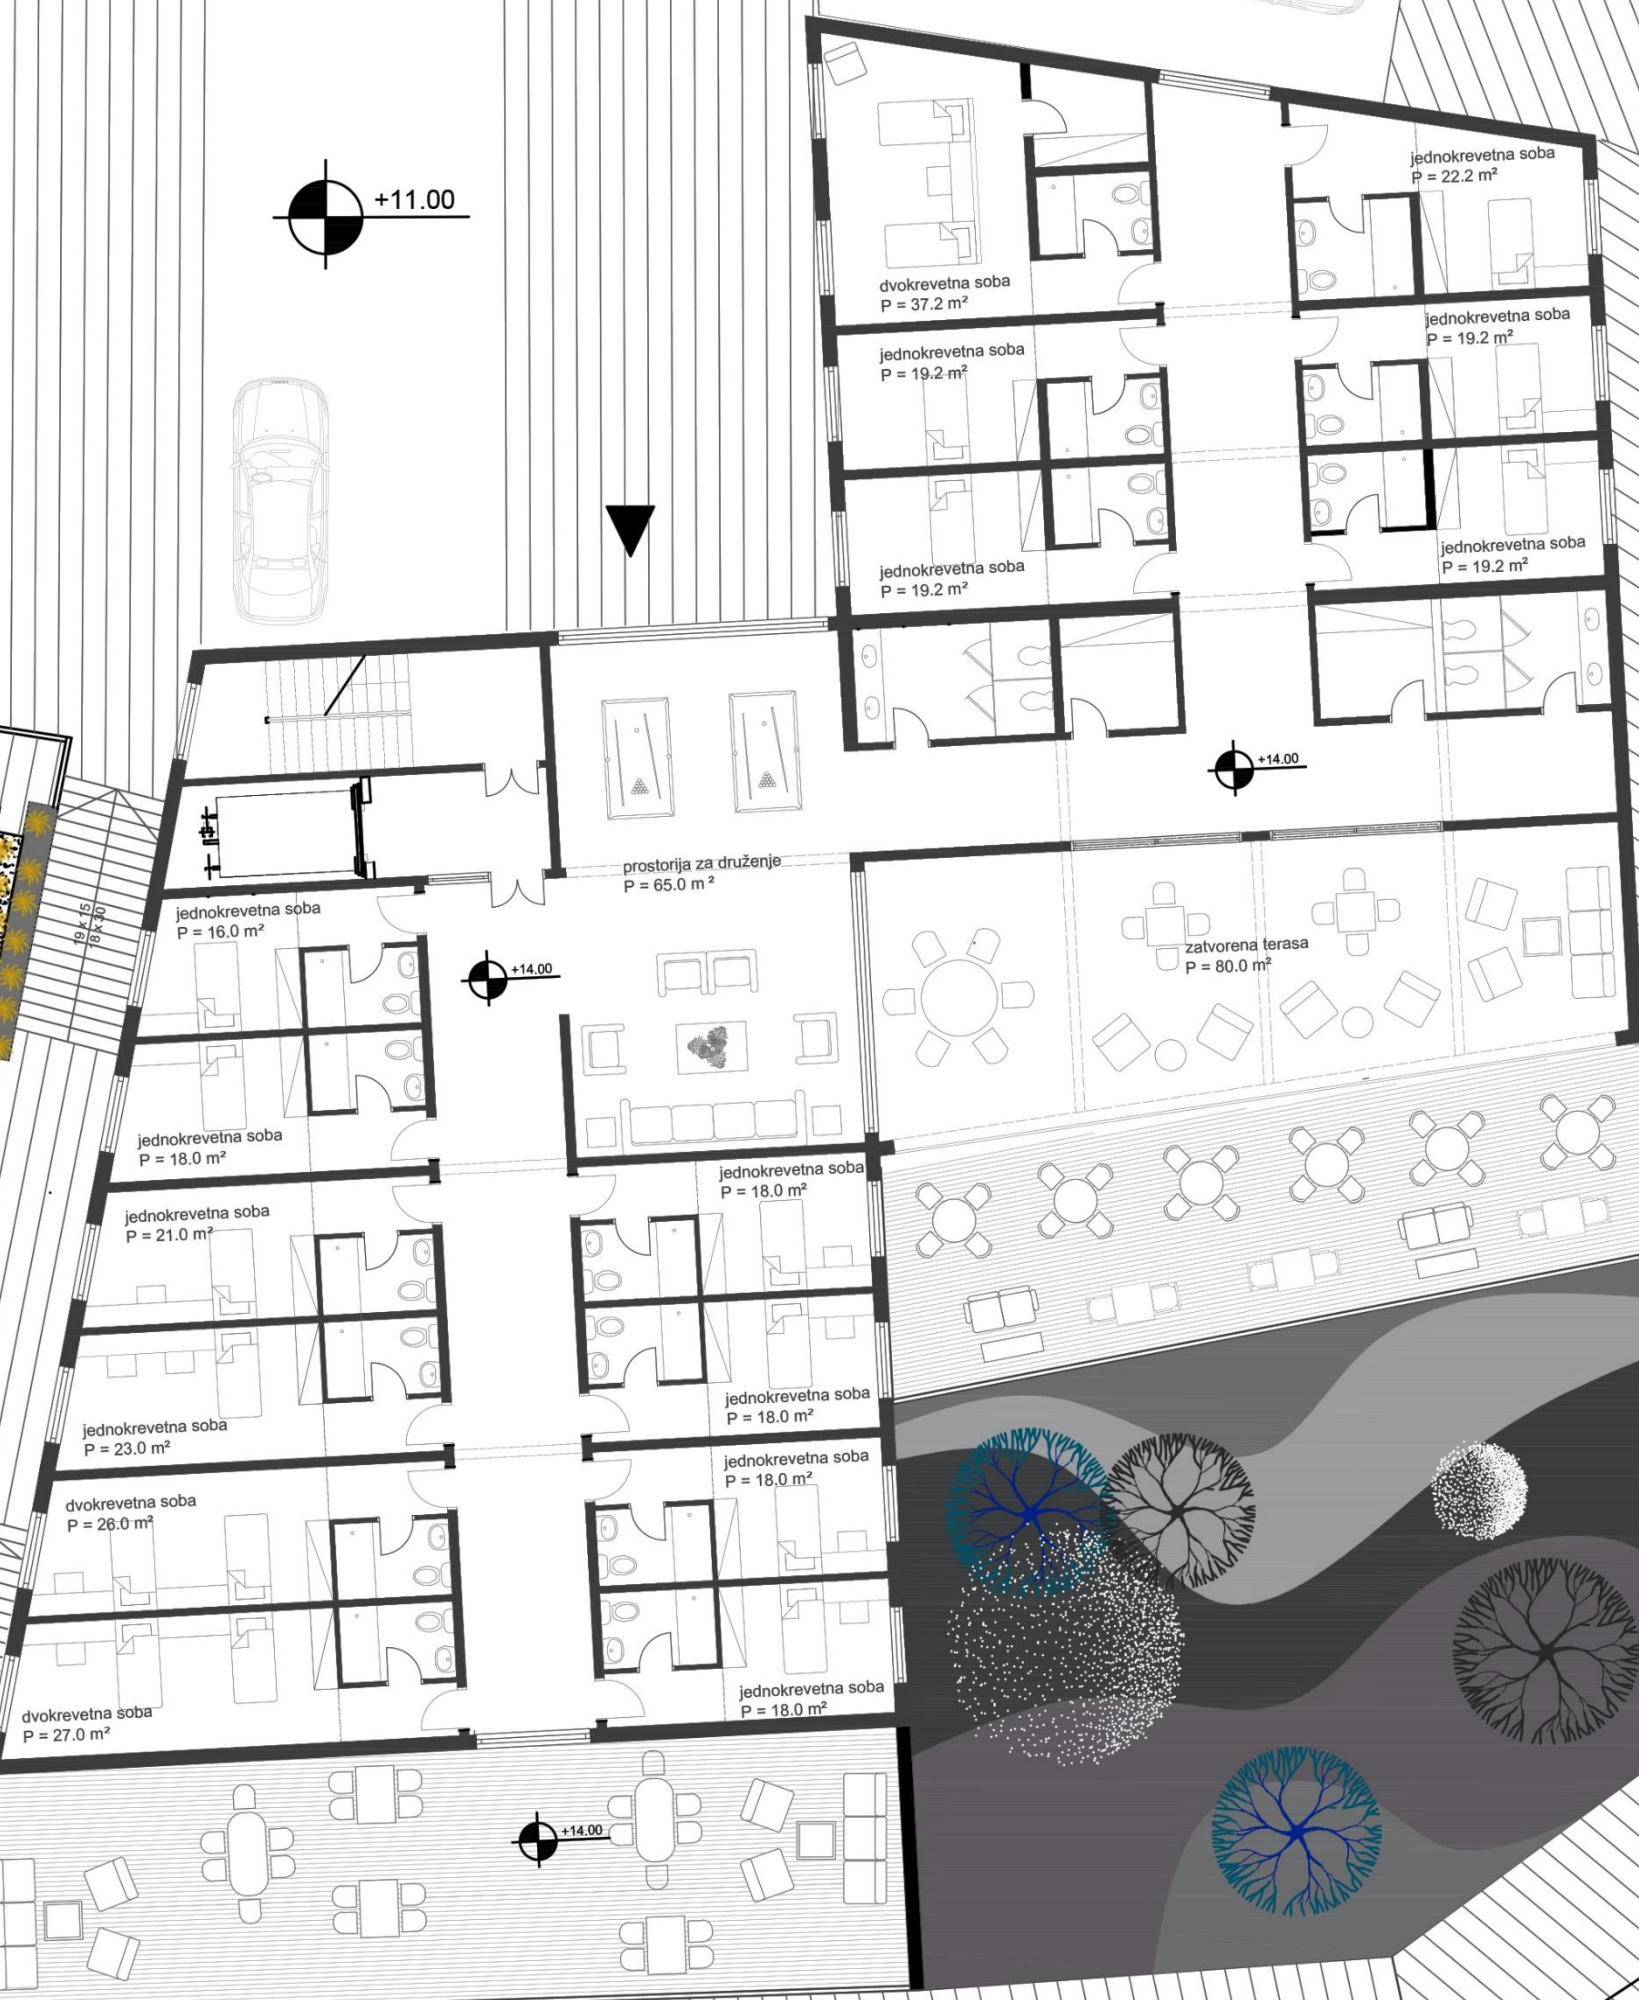 +11.00
jednokrevetna soba
P = 22.2 m²
dvokrevetna soba
P = 37.2 m²
jednokrevetna soba
P = 19.2 m²
jednokrevetna soba
P = 19.2 m²
jednokrevetna soba
P = 19.2 m²
jednokrevetna soba
P = 19.2 m²
+14.00
prostorija za druženje
P = 65.0 m²
jednokrevetna soba
P = 16.0 m²
19 x 15
18 x 30
zatvorena terasa
P = 80.0 m²
+14.00
jednokrevetna soba
P = 18.0 m²
jednokrevetna soba
P = 18.0 m²
jednokrevetna soba
P = 21.0 m²
jednokrevetna soba
P = 18.0 m²
jednokrevetna soba
P = 23.0 m²
jednokrevetna soba
P = 18.0 m²
dvokrevetna soba
P = 26.0 m²
jednokrevetna soba
P = 18.0 m²
dvokrevetna soba
P = 27.0 m²
+14.00